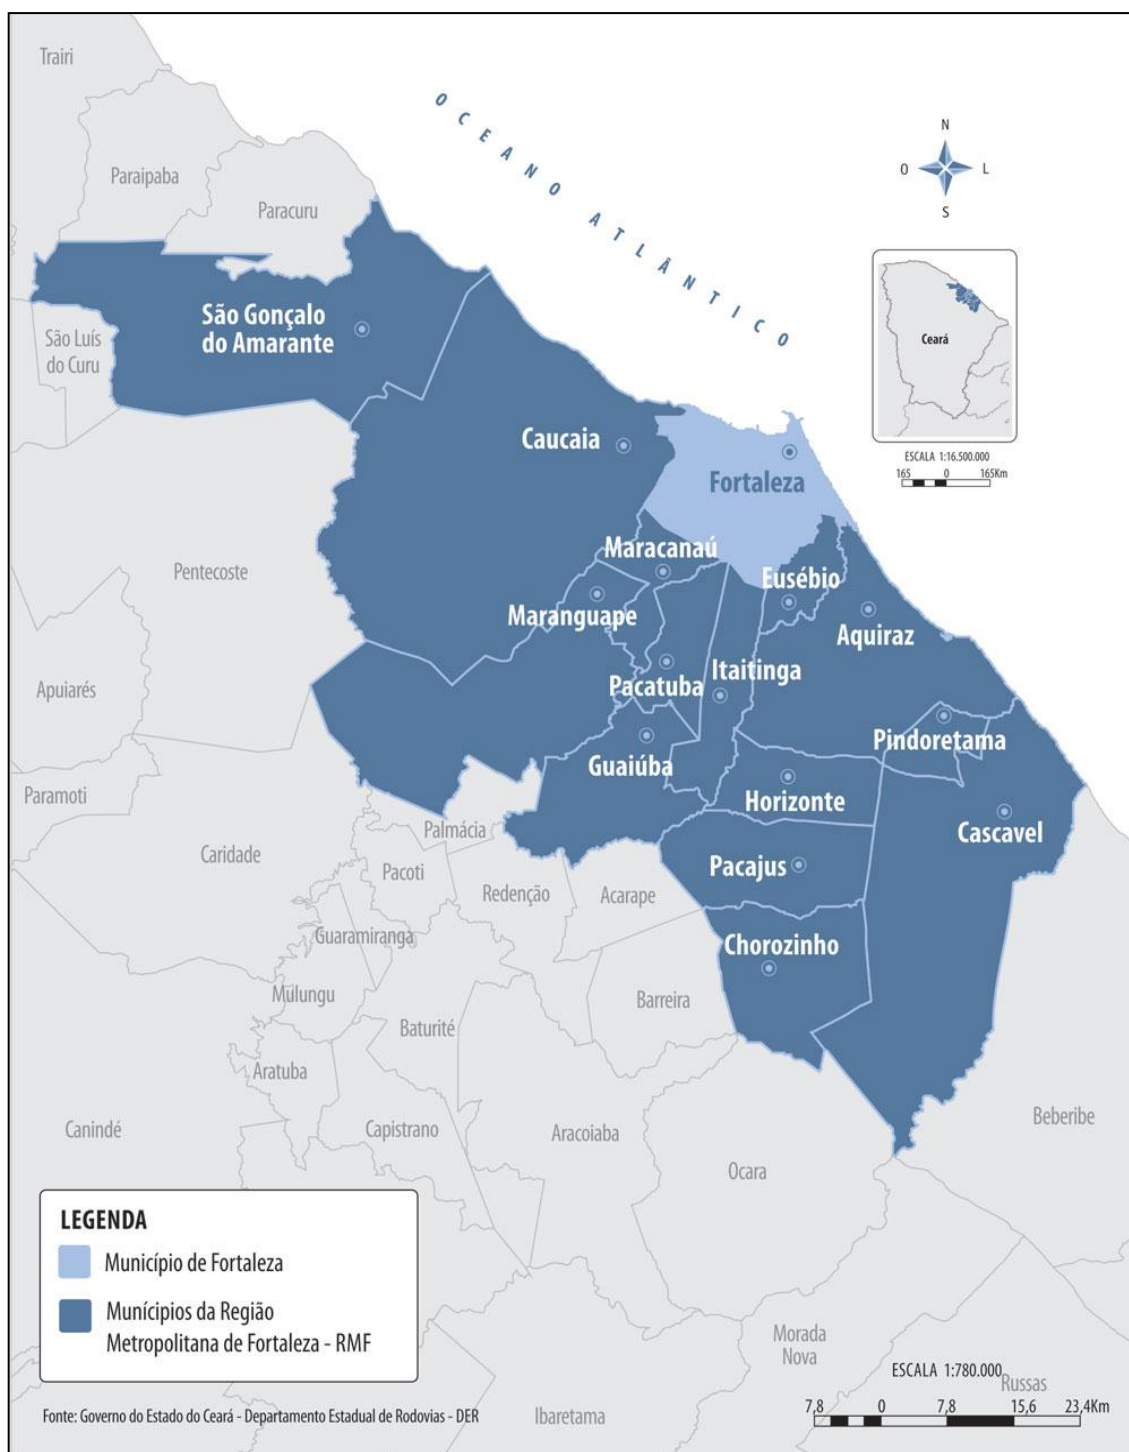 Trairi
OCEANO ATLÂNTICO
N
O
L
S
Paraipaba
Paracuru
São Gonçalo
do Amarante
São Luís
do Curu
Ceará
ESCALA 1:16.500.000
165 0 165Km
Caucaia
Fortaleza
Maracanaú
Eusébio
Pentecoste
Maranguape
Aquiraz
Itaitinga
Pacatuba
Apuiarés
Pindoretama
Guaiúba
Horizonte
Paramoti
Palmácia
Cascavel
Caridade
Pacoti
Pacajus
Redenção
Acarape
Guaramiranga
Chorozinho
Mulungu
Barreira
Baturité
Aratuba
Beberibe
Canindé
Capistrano
Aracoiaba
Ocara
LEGENDA
Município de Fortaleza
Munícipios da Região
Metropolitana de Fortaleza - RMF
Morada
Nova
ESCALA 1:780.000
Russas
7,8 0 7,8 15,6 23,4Km
Fonte: Governo do Estado do Ceará - Departamento Estadual de Rodovias - DER
Ibaretama